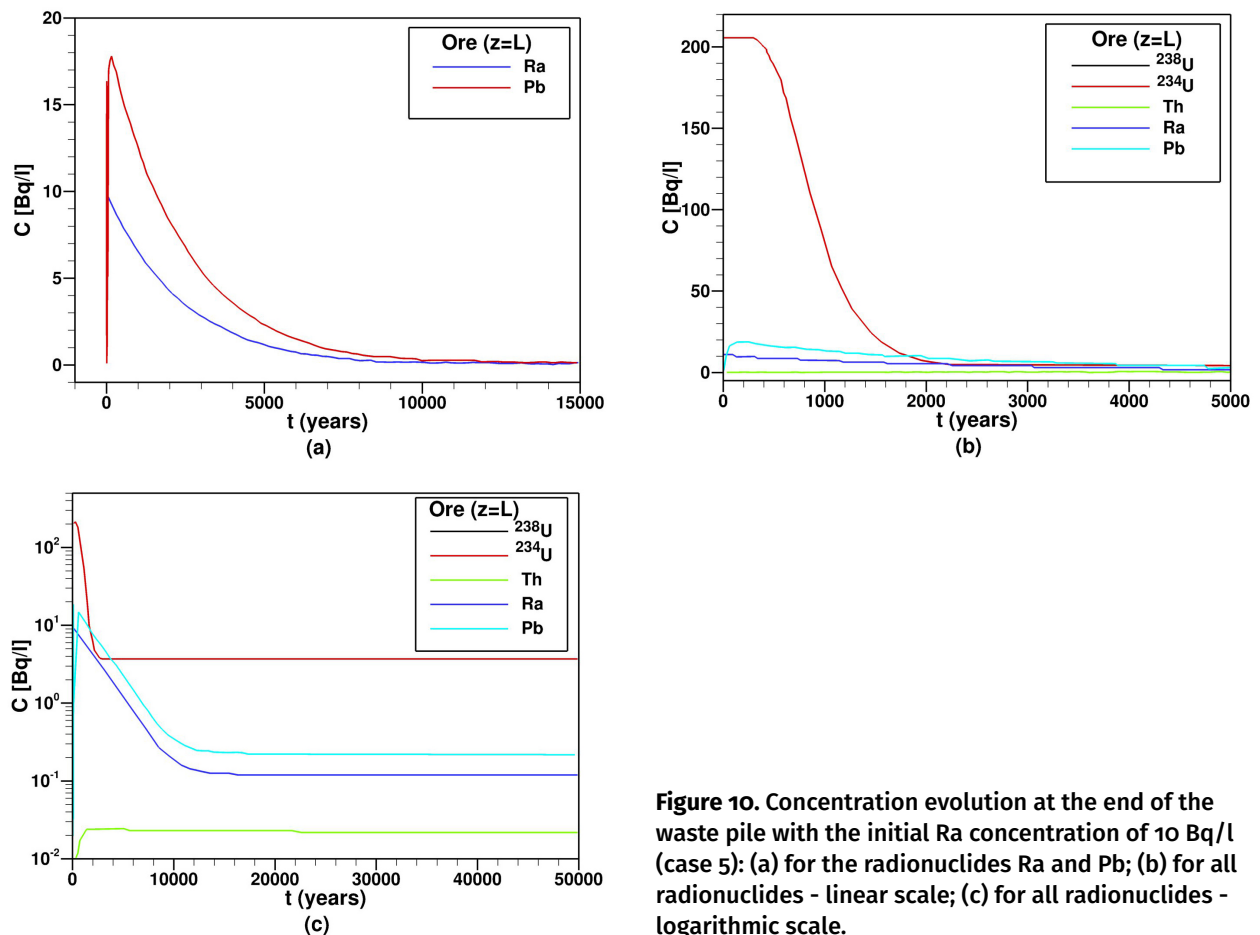 20
15
10
5
0
C [Bq/l]
0 5000 10000 15000
t (years)
(a)
Ore (z=L)
Ra
Pb
200
150
100
50
0
C [Bq/l]
0 1000 2000 3000 4000 5000
t (years)
(b)
Ore (z=L)
²³⁸U
²³⁴U
Th
Ra
Pb
10²
10¹
10⁰
10⁻¹
10⁻²
C [Bq/l]
0 10000 20000 30000 40000 50000
t (years)
(c)
Ore (z=L)
²³⁸U
²³⁴U
Th
Ra
Pb
Figure 10. Concentration evolution at the end of the
waste pile with the initial Ra concentration of 10 Bq/l
(case 5): (a) for the radionuclides Ra and Pb; (b) for all
radionuclides - linear scale; (c) for all radionuclides -
logarithmic scale.